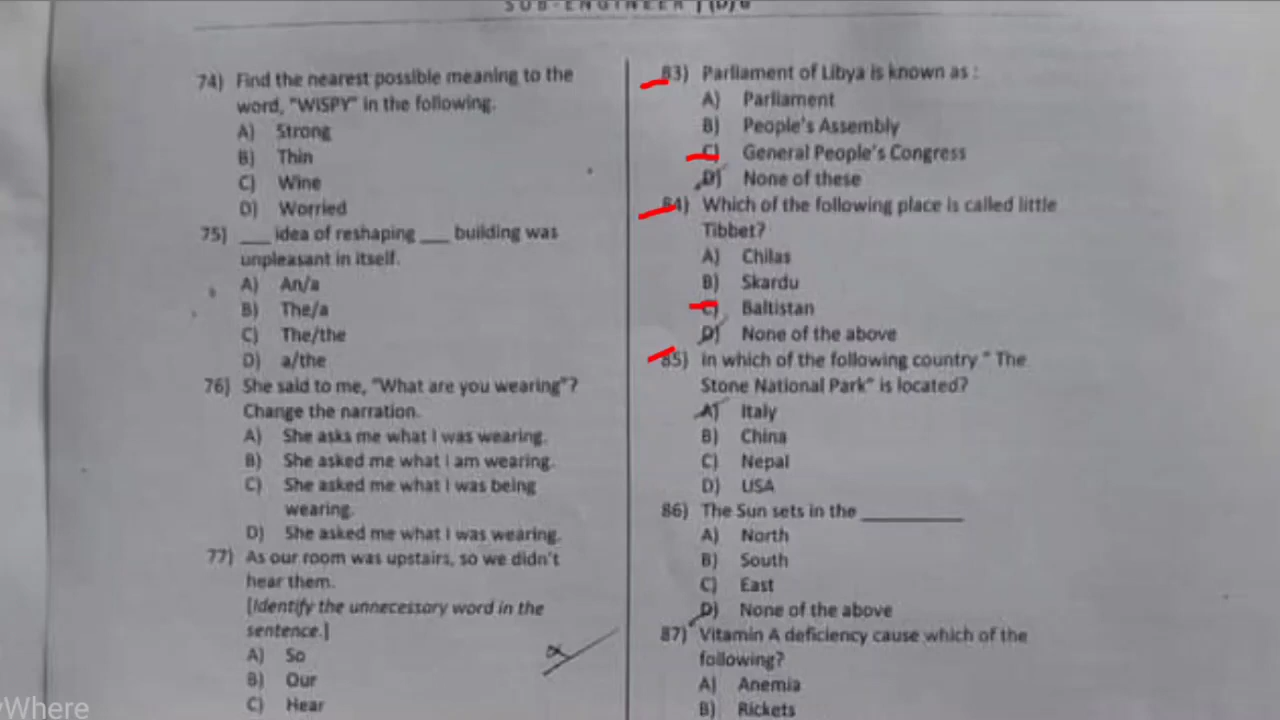 SUB-ENGINEER
74) Find the nearest possible meaning to the
word, "WISPY" in the following.
A) Strong
B) Thin
C) Wine
D) Worried
75) ___ idea of reshaping ___ building was
unpleasant in itself.
A) An/a
B) The/a
C) The/the
D) a/the
76) She said to me, "What are you wearing"?
Change the narration.
A) She asks me what I was wearing.
B) She asked me what I am wearing.
C) She asked me what I was being
wearing.
D) She asked me what I was wearing.
77) As our room was upstairs, so we didn't
hear them.
[Identify the unnecessary word in the
sentence.]
A) So
B) Our
C) Hear
83) Parliament of Libya is known as :
A) Parliament
B) People's Assembly
C) General People's Congress
D) None of these
84) Which of the following place is called little
Tibbet?
A) Chilas
B) Skardu
C) Baltistan
D) None of the above
85) In which of the following country " The
Stone National Park" is located?
A) Italy
B) China
C) Nepal
D) USA
86) The Sun sets in the ________
A) North
B) South
C) East
D) None of the above
87) Vitamin A deficiency cause which of the
following?
A) Anemia
B) Rickets
yWhere